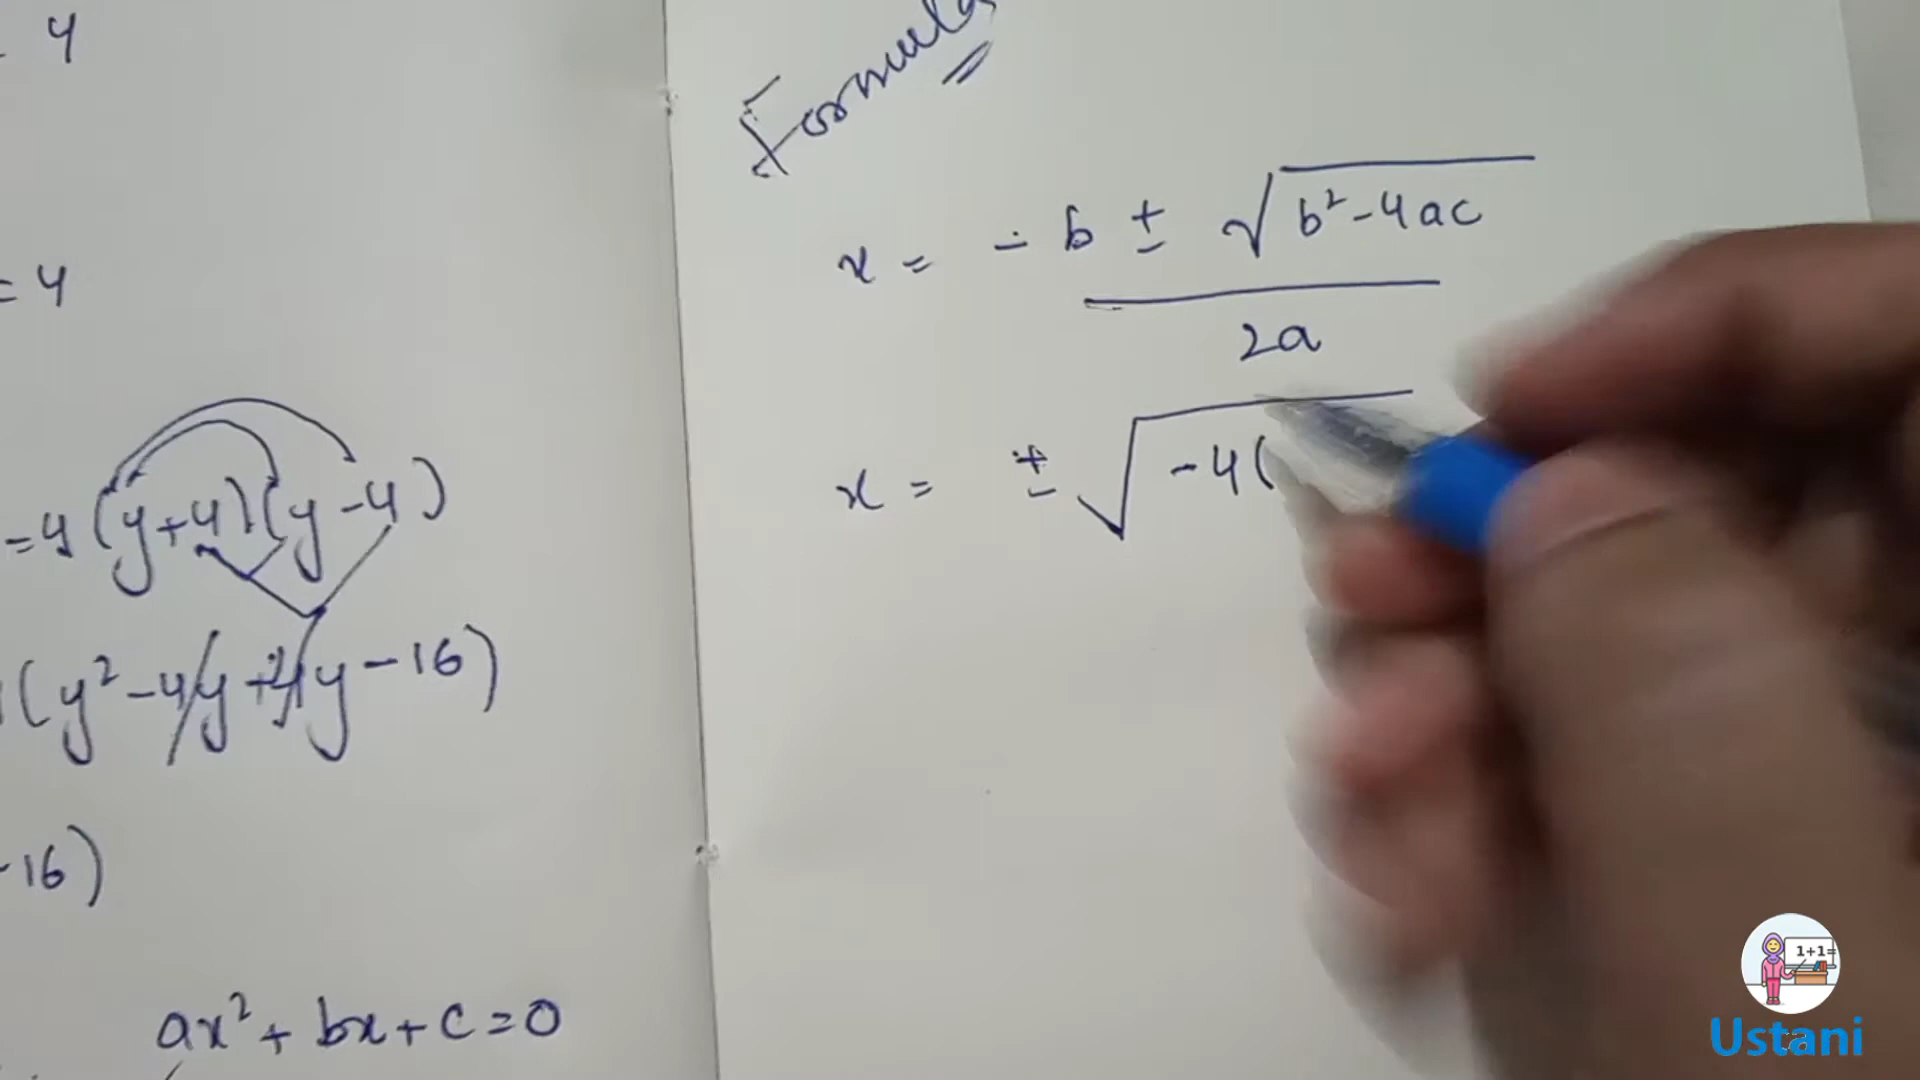 = 4
= 4
=4(y+4)(y-4)
(y²-4y+4y-16)
-16)
ax²+bx+c=0
Formula
x = -b ± √b²-4ac
2a
x = ± √-4(
1+1=
Ustani